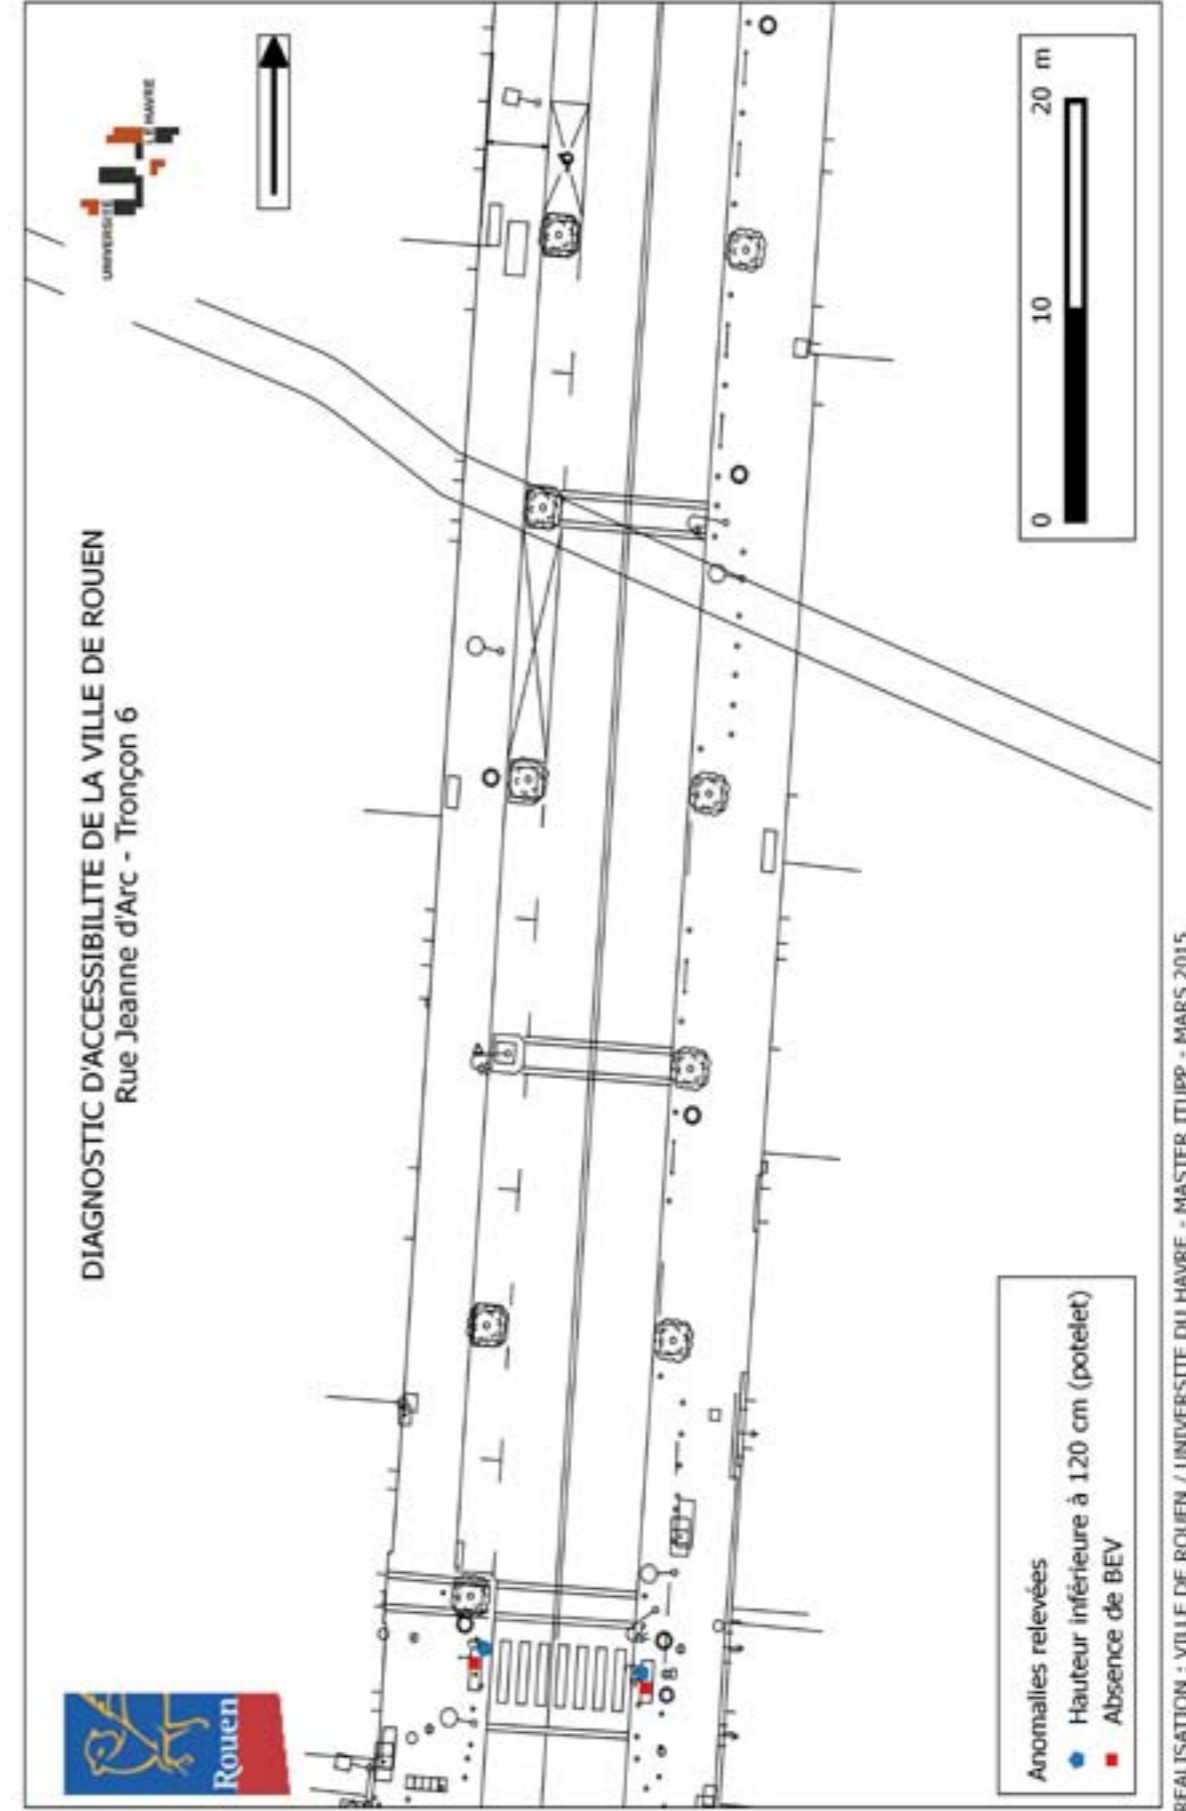 DIAGNOSTIC D'ACCESSIBILITE DE LA VILLE DE ROUEN
Rue Jeanne d'Arc - Tronçon 6
Rouen
UNIVERSITÉ
LE HAVRE
Anomalies relevées
Hauteur inférieure à 120 cm (potelet)
Absence de BEV
0 10 20 m
REALISATION : VILLE DE ROUEN / UNIVERSITE DU HAVRE - MASTER ITUPP - MARS 2015